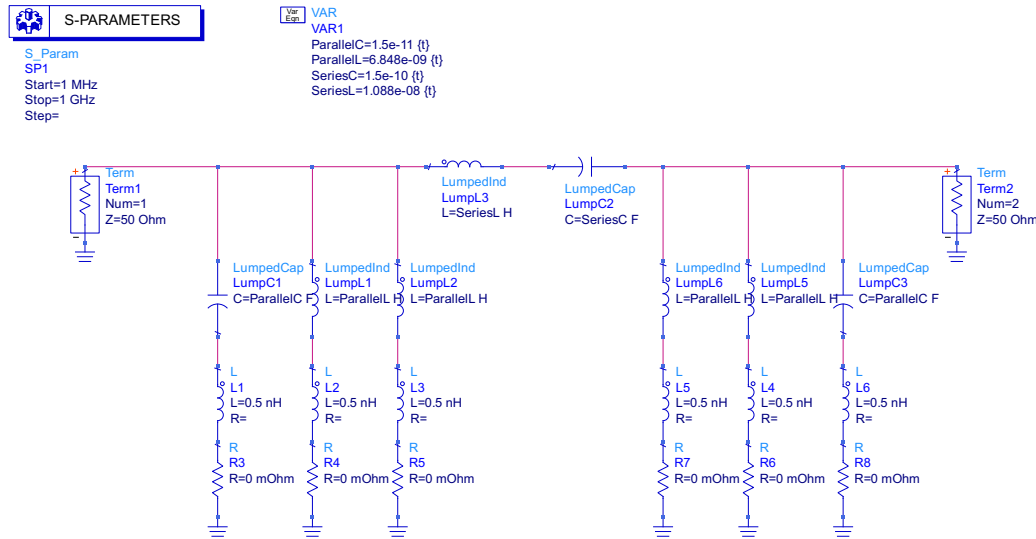 S-PARAMETERS
S_Param
SP1
Start=1 MHz
Stop=1 GHz
Step=
Var
Eqn
VAR
VAR1
ParallelC=1.5e-11 {t}
ParallelL=6.848e-09 {t}
SeriesC=1.5e-10 {t}
SeriesL=1.088e-08 {t}
+
Term
Term1
Num=1
Z=50 Ohm
-
LumpedInd
LumpL3
L=SeriesL H
LumpedCap
LumpC2
C=SeriesC F
+
Term
Term2
Num=2
Z=50 Ohm
-
LumpedCap
LumpC1
C=ParallelC F
LumpedInd
LumpL1
L=ParallelL H
LumpedInd
LumpL2
L=ParallelL H
LumpedInd
LumpL6
L=ParallelL H
LumpedInd
LumpL5
L=ParallelL H
LumpedCap
LumpC3
C=ParallelC F
L
L1
L=0.5 nH
R=
L
L2
L=0.5 nH
R=
L
L3
L=0.5 nH
R=
L
L5
L=0.5 nH
R=
L
L4
L=0.5 nH
R=
L
L6
L=0.5 nH
R=
R
R3
R=0 mOhm
R
R4
R=0 mOhm
R
R5
R=0 mOhm
R
R7
R=0 mOhm
R
R6
R=0 mOhm
R
R8
R=0 mOhm